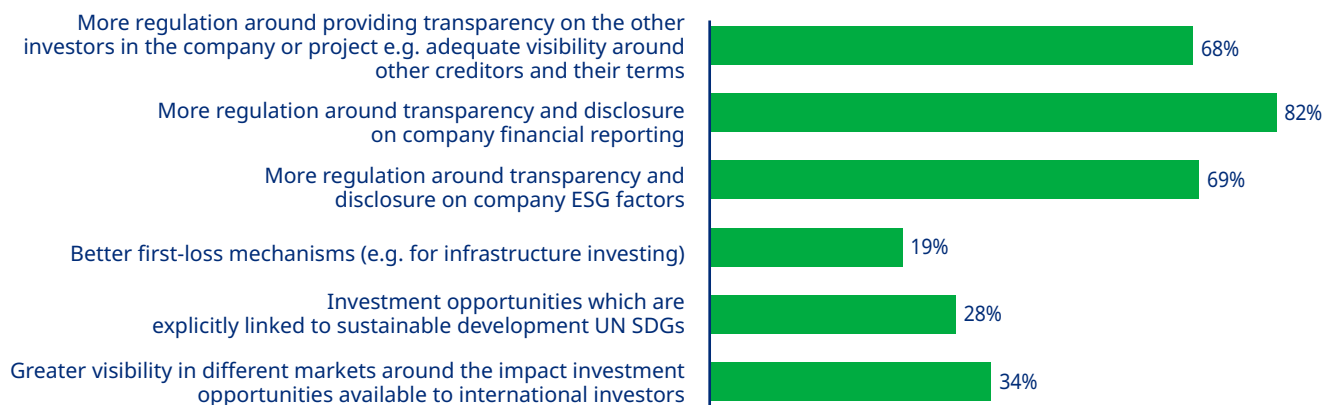 More regulation around providing transparency on the other
investors in the company or project e.g. adequate visibility around
other creditors and their terms
68%
More regulation around transparency and disclosure
on company financial reporting
82%
More regulation around transparency and
disclosure on company ESG factors
69%
Better first-loss mechanisms (e.g. for infrastructure investing)
19%
Investment opportunities which are
explicitly linked to sustainable development UN SDGs
28%
Greater visibility in different markets around the impact investment
opportunities available to international investors
34%